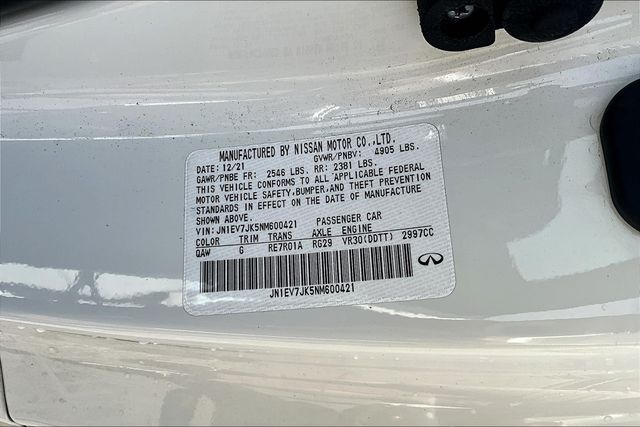 MANUFACTURED BY NISSAN MOTOR CO.,LTD.
DATE: 12/21 GVWR/PNBV: 4905 LBS.
GAWR/PNBE FR: 2546 LBS. RR: 2381 LBS.
THIS VEHICLE CONFORMS TO ALL APPLICABLE FEDERAL
MOTOR VEHICLE SAFETY,BUMPER,AND THEFT PREVENTION
STANDARDS IN EFFECT ON THE DATE OF MANUFACTURE
SHOWN ABOVE.
VIN: JN1EV7JK5NM600421 PASSENGER CAR
COLOR TRIM TRANS AXLE ENGINE
QAW G RE7R01A RG29 VR30(DDTT) 2997CC
JN1EV7JK5NM600421